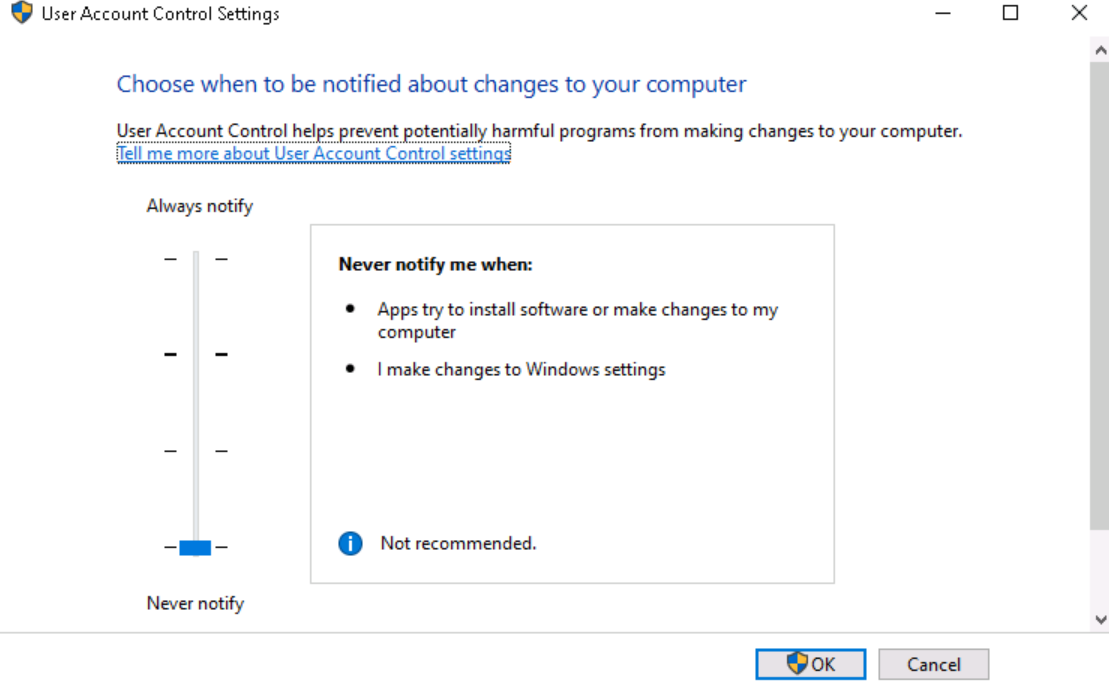 User Account Control Settings
Choose when to be notified about changes to your computer
User Account Control helps prevent potentially harmful programs from making changes to your computer.
Tell me more about User Account Control settings
Always notify
Never notify me when:
Apps try to install software or make changes to my
computer
I make changes to Windows settings
Not recommended.
Never notify
OK
Cancel